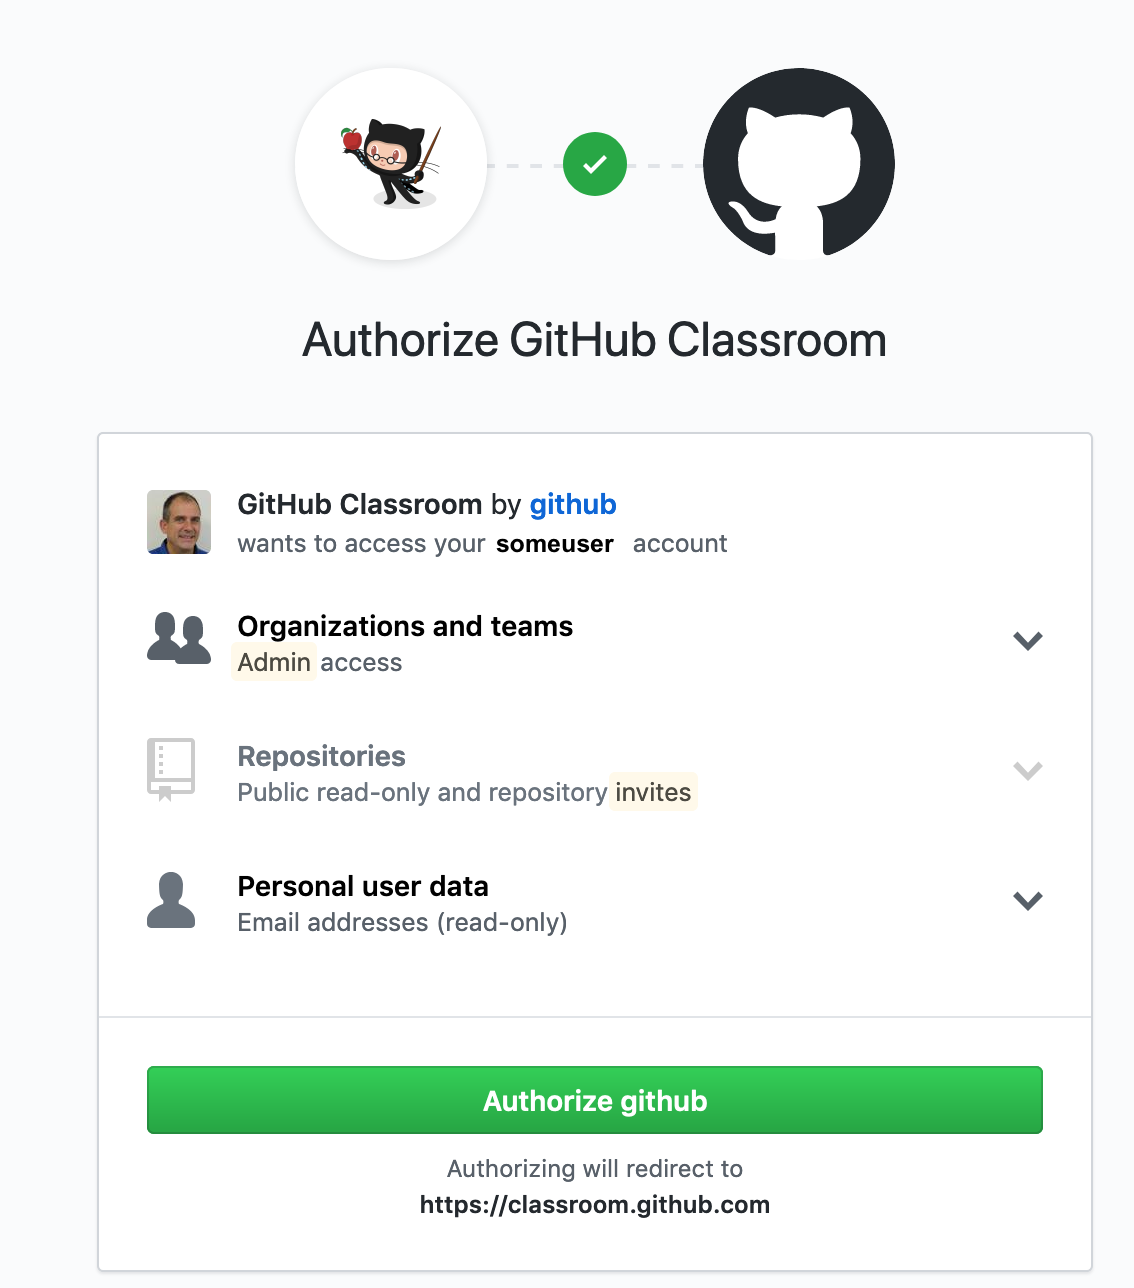 Authorize GitHub Classroom
GitHub Classroom by github
wants to access your someuser account
Organizations and teams
Admin access
Repositories
Public read-only and repository invites
Personal user data
Email addresses (read-only)
Authorize github
Authorizing will redirect to
https://classroom.github.com